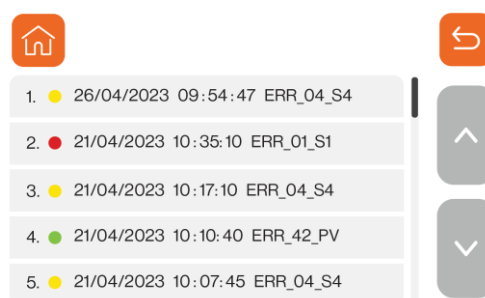 1. 26/04/2023 09:54:47 ERR_04_S4
2. 21/04/2023 10:35:10 ERR_01_S1
3. 21/04/2023 10:17:10 ERR_04_S4
4. 21/04/2023 10:10:40 ERR_42_PV
5. 21/04/2023 10:07:45 ERR_04_S4